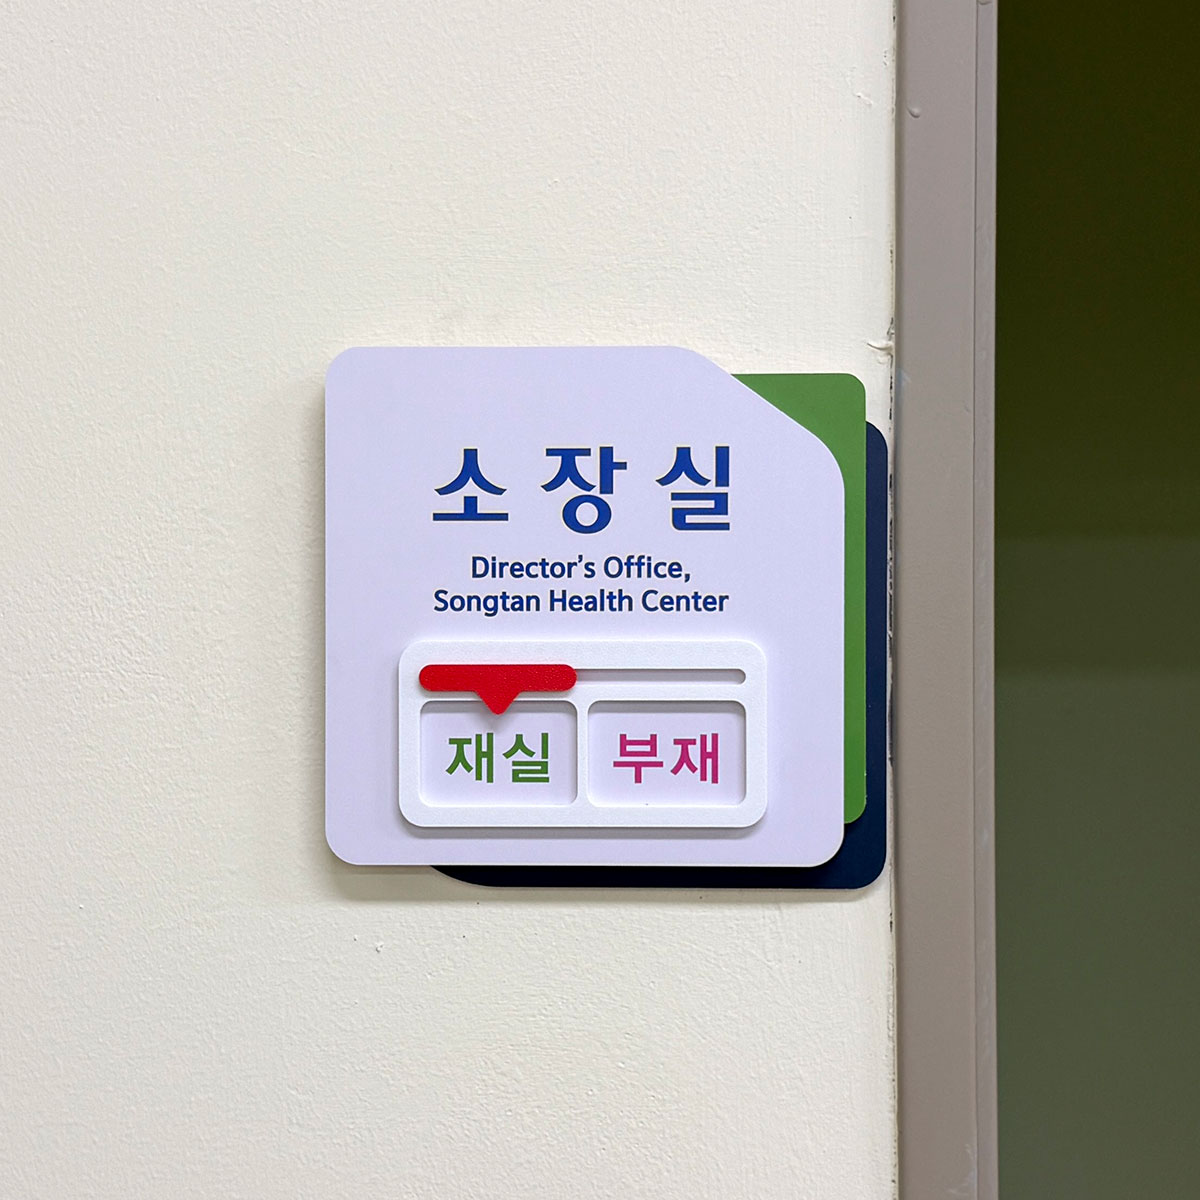 소장실
Director’s Office,
Songtan Health Center
재실 부재